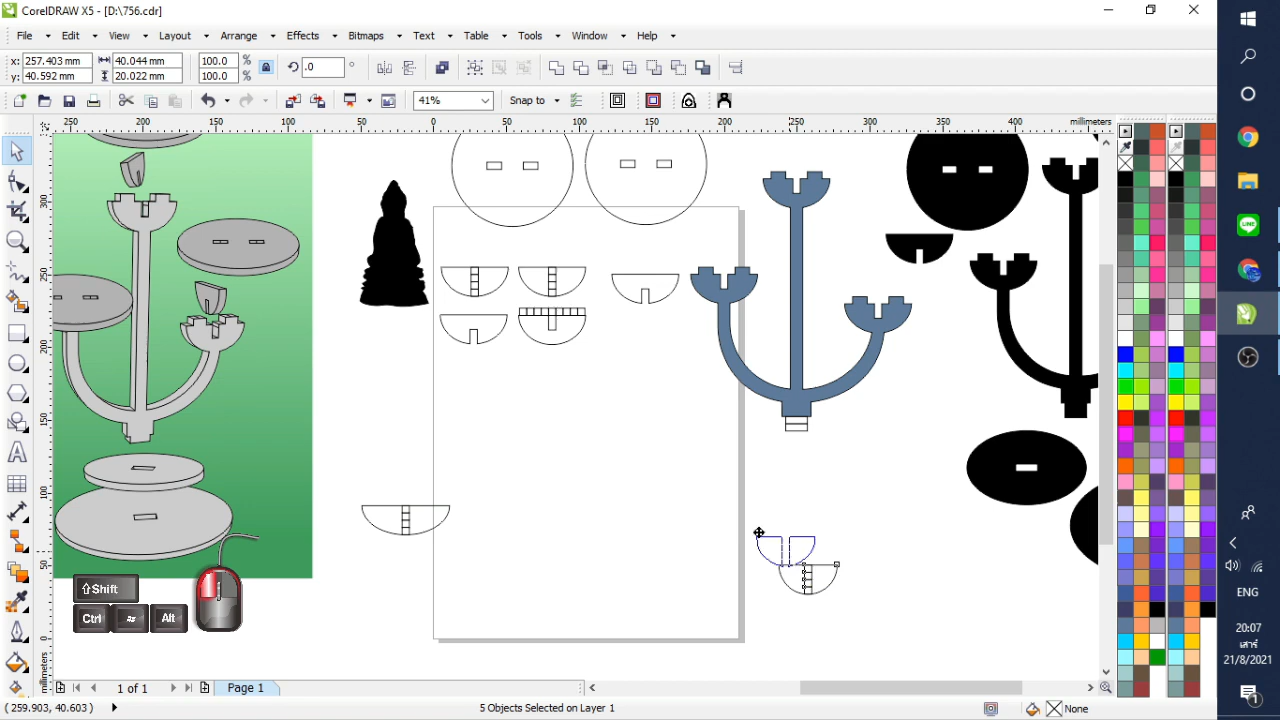 CorelDRAW X5 - [D:\756.cdr]
File Edit View Layout Arrange Effects Bitmaps Text Table Tools Window Help
x: 257.403 mm 40.044 mm 100.0 % .0 °
y: 40.592 mm 20.022 mm 100.0 %
41% Snap to
250 200 150 100 50 0 50 100 150 200 250 300 350 400 millimeters
300
250
200
150
100
50
0
Shift
Ctrl Alt
1 of 1 Page 1
( 259.903, 40.603 ) 5 Objects Selected on Layer 1 None
ENG
20:07
เสาร์
21/8/2021
1